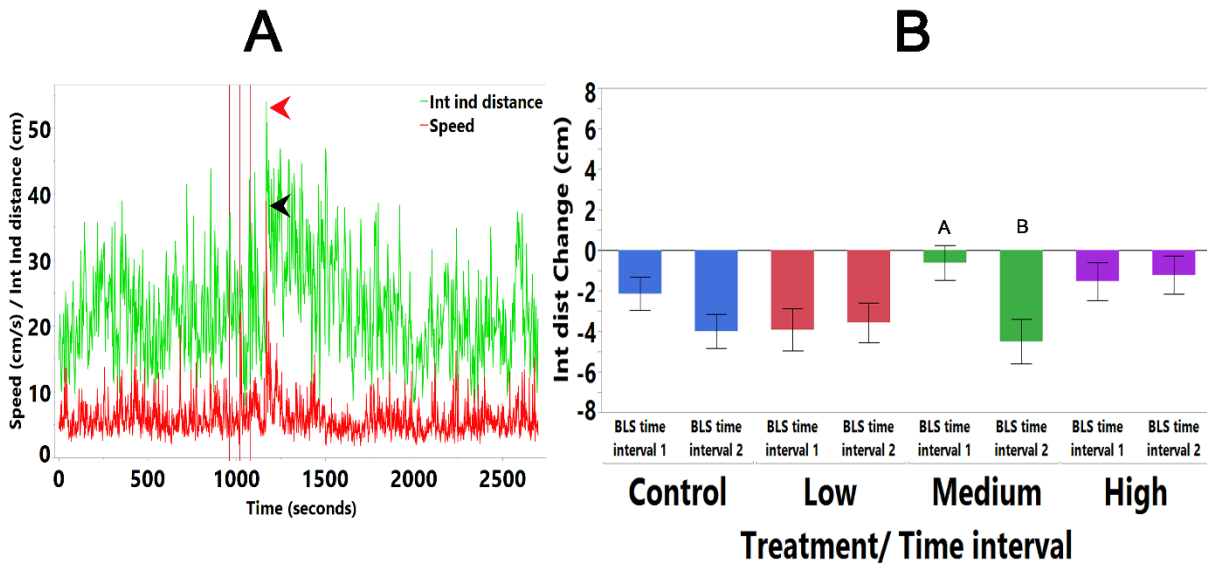 A
Speed (cm/s) / Int ind distance (cm)
Int ind distance
Speed
50
40
30
20
10
0
0 500 1000 1500 2000 2500
Time (seconds)
B
Int dist Change (cm)
8
6
4
2
0
-2
-4
-6
-8
A B
BLS time BLS time BLS time BLS time BLS time BLS time BLS time BLS time
interval 1 interval 2 interval 1 interval 2 interval 1 interval 2 interval 1 interval 2
Control Low Medium High
Treatment/ Time interval